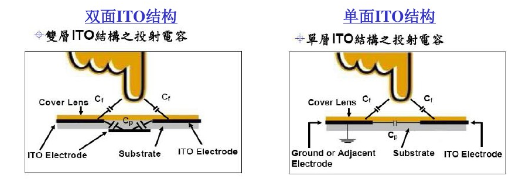 双面ITO结构
雙層ITO結構之投射電容
Cover Lens
Cf
Cf
Cp
ITO Electrode
Substrate
ITO Electrode
单面ITO结构
單層ITO結構之投射電容
Cover Lens
Cf
Cf
Cp
Ground or Adjacent
Electrode
Substrate
ITO Electrode